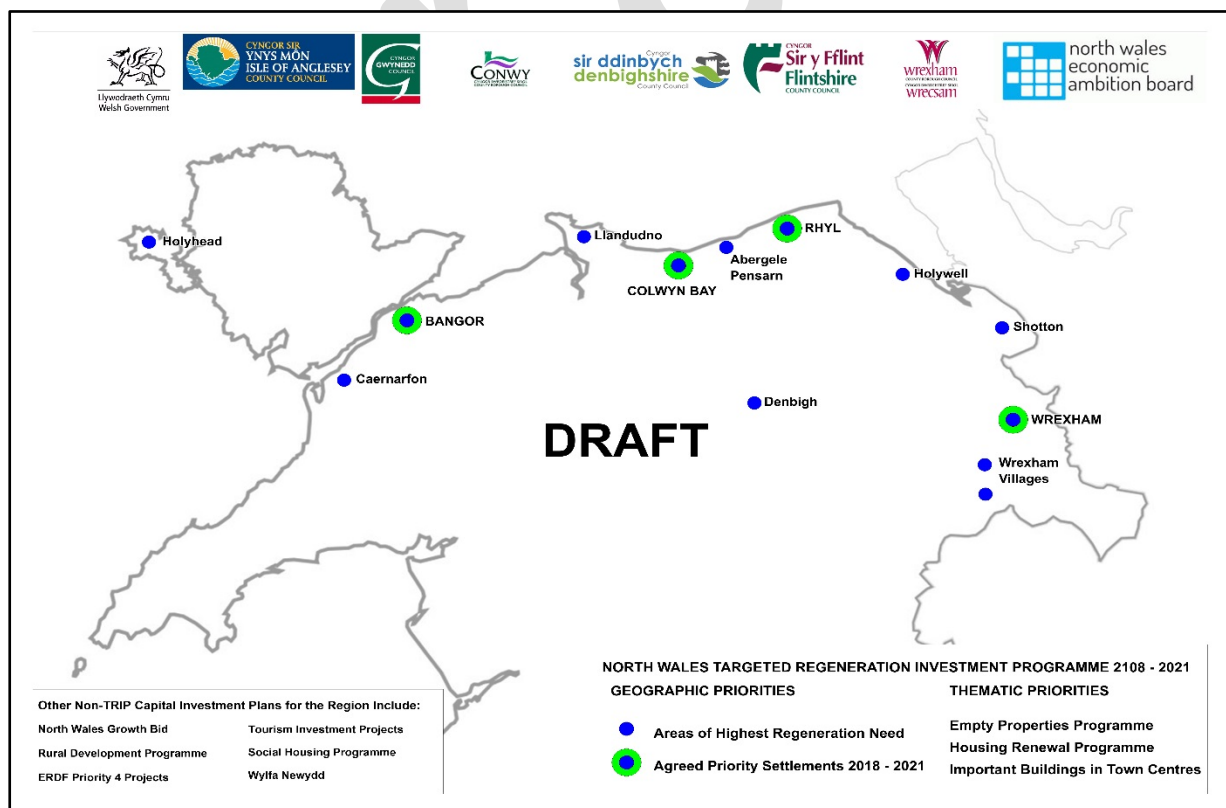 Llywodraeth Cymru
Welsh Government
CYNGOR SIR
YNYS MÔN
ISLE OF ANGLESEY
COUNTY COUNCIL
CYNGOR
GWYNEDD
COUNCIL
CONWY
Cyngor
sir ddinbych
denbighshire
County Council
CYNGOR
Sir y Fflint
Flintshire
COUNTY COUNCIL
wrexham
COUNTY BOROUGH COUNCIL
wrecsam
north wales
economic
ambition board
Holyhead
Llandudno
RHYL
Abergele
Pensarn
COLWYN BAY
Holywell
BANGOR
Shotton
Caernarfon
Denbigh
WREXHAM
DRAFT
Wrexham
Villages
NORTH WALES TARGETED REGENERATION INVESTMENT PROGRAMME 2108 - 2021
GEOGRAPHIC PRIORITIES
Areas of Highest Regeneration Need
Agreed Priority Settlements 2018 - 2021
THEMATIC PRIORITIES
Empty Properties Programme
Housing Renewal Programme
Important Buildings in Town Centres
Other Non-TRIP Capital Investment Plans for the Region Include:
North Wales Growth Bid
Rural Development Programme
ERDF Priority 4 Projects
Tourism Investment Projects
Social Housing Programme
Wylfa Newydd